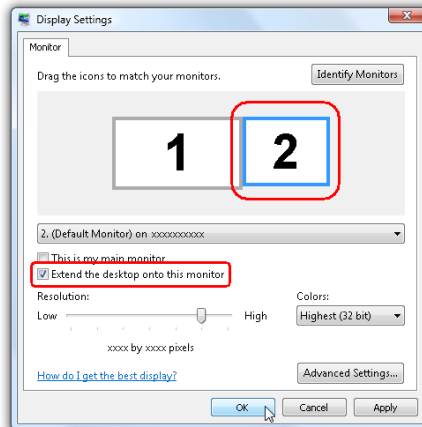 Display Settings
Monitor
Drag the icons to match your monitors.
Identify Monitors
1
2
2. (Default Monitor) on xxxxxxxxxx
This is my main monitor
Extend the desktop onto this monitor
Resolution:
Colors:
Low
High
Highest (32 bit)
xxxx by xxxx pixels
How do I get the best display?
Advanced Settings...
OK
Cancel
Apply